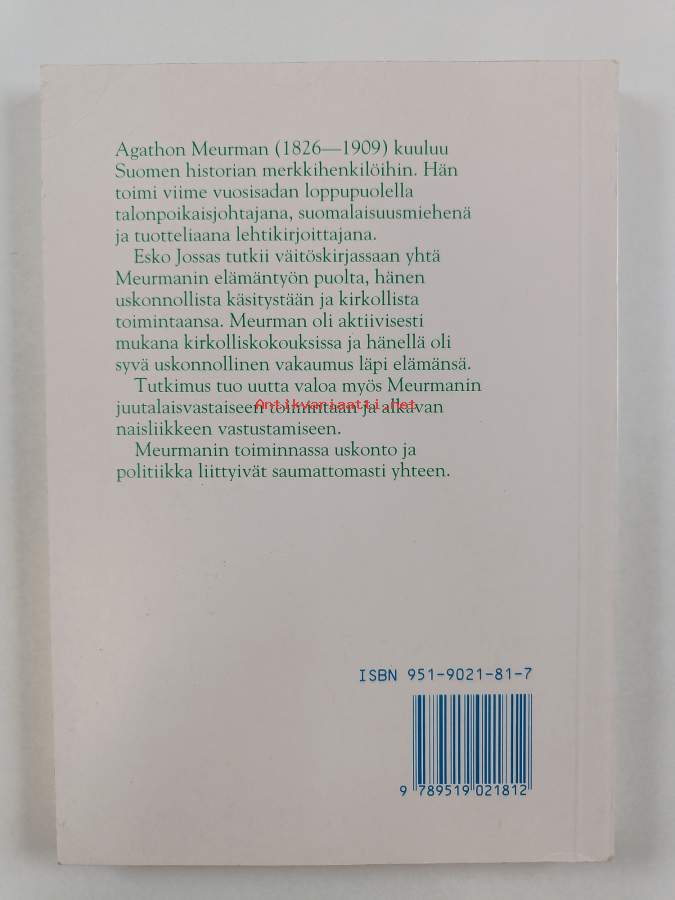 Agathon Meurman (1826—1909) kuuluu
Suomen historian merkkihenkilöihin. Hän
toimi viime vuosisadan loppupuolella
talonpoikaisjohtajana, suomalaisuusmiehenä
ja tuotteliaana lehtikirjoittajana.
Esko Jossas tutkii väitöskirjassaan yhtä
Meurmanin elämäntyön puolta, hänen
uskonnollista käsitystään ja kirkollista
toimintaansa. Meurman oli aktiivisesti
mukana kirkolliskokouksissa ja hänellä oli
syvä uskonnollinen vakaumus läpi elämänsä.
Tutkimus tuo uutta valoa myös Meurmanin
Antikvariaatti.net
juutalaisvastaiseen toimintaan ja alkavan
naisliikkeen vastustamiseen.
Meurmanin toiminnassa uskonto ja
politiikka liittyivät saumattomasti yhteen.
ISBN 951-9021-81-7
9 789519 021812